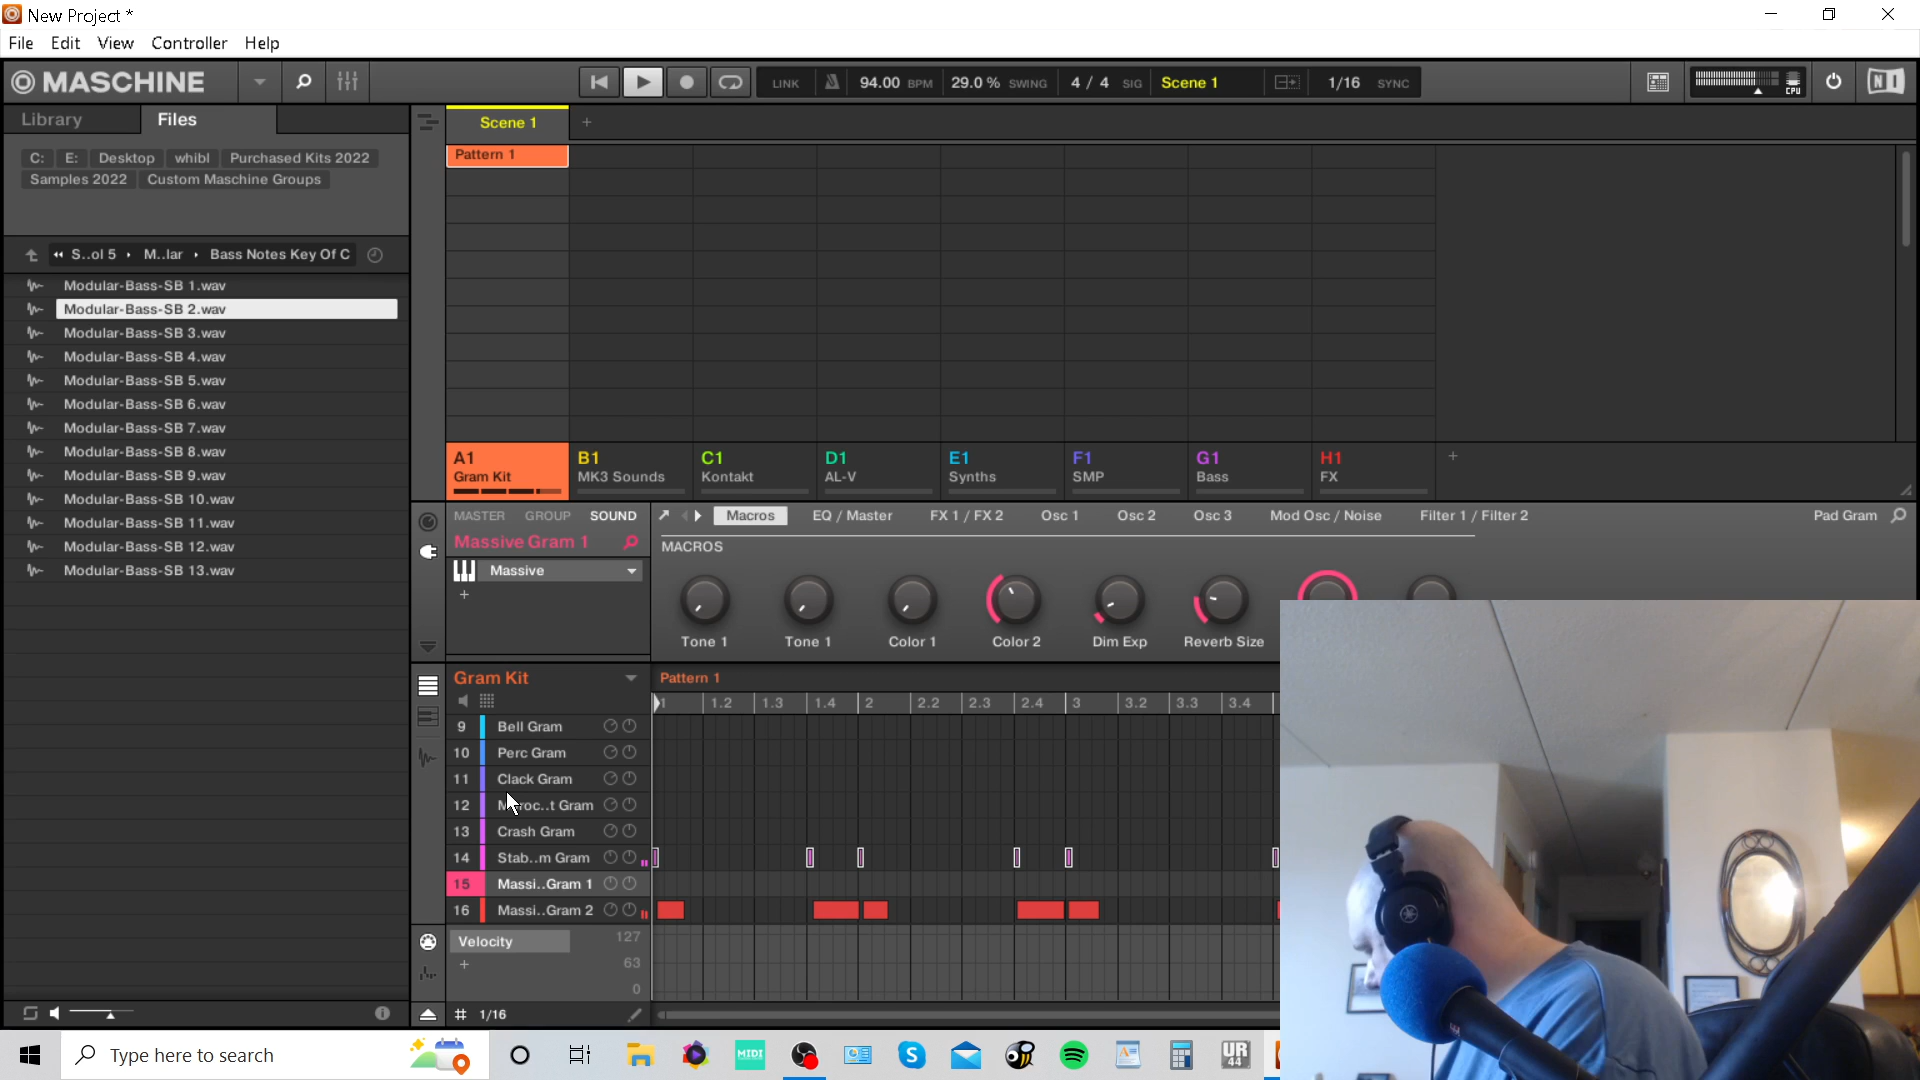 New Project *
File Edit View Controller Help
MASCHINE
LINK 94.00 BPM 29.0 % SWING 4 / 4 SIG Scene 1 1/16 SYNC
CPU
Library Files
Scene 1 +
C: E: Desktop whibl Purchased Kits 2022
Samples 2022 Custom Maschine Groups
Pattern 1
S..ol 5 M..lar Bass Notes Key Of C
Modular-Bass-SB 1.wav
Modular-Bass-SB 2.wav
Modular-Bass-SB 3.wav
Modular-Bass-SB 4.wav
Modular-Bass-SB 5.wav
Modular-Bass-SB 6.wav
Modular-Bass-SB 7.wav
Modular-Bass-SB 8.wav
Modular-Bass-SB 9.wav
Modular-Bass-SB 10.wav
Modular-Bass-SB 11.wav
Modular-Bass-SB 12.wav
Modular-Bass-SB 13.wav
A1 B1 C1 D1 E1 F1 G1 H1 +
Gram Kit MK3 Sounds Kontakt AL-V Synths SMP Bass FX
MASTER GROUP SOUND
Macros EQ / Master FX 1 / FX 2 Osc 1 Osc 2 Osc 3 Mod Osc / Noise Filter 1 / Filter 2 Pad Gram
Massive Gram 1
MACROS
Massive
+
Tone 1 Tone 1 Color 1 Color 2 Dim Exp Reverb Size
Gram Kit
Pattern 1
1 1.2 1.3 1.4 2 2.2 2.3 2.4 3 3.2 3.3 3.4
9 Bell Gram
10 Perc Gram
11 Clack Gram
12 M roc..t Gram
13 Crash Gram
14 Stab..m Gram
15 Massi..Gram 1
16 Massi..Gram 2
Velocity 127
+ 63
0
1/16
Type here to search
MIDI
UR
44